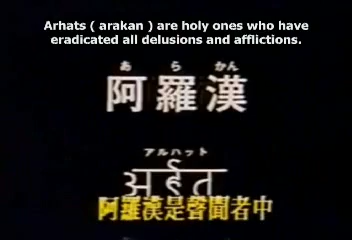 Arhats ( arakan ) are holy ones who have
eradicated all delusions and afflictions.
あ ら かん
阿羅漢
アルハット
अर्हत
阿羅漢是聲聞者中